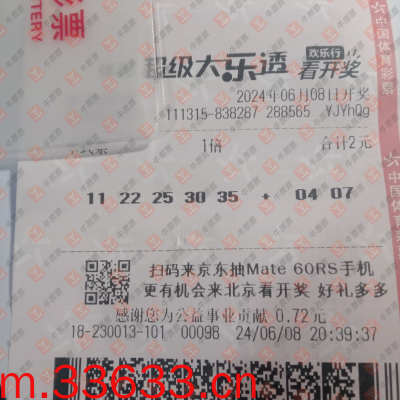 彩票
LOTTERY
超级大乐透 欢乐行 看开奖
2024年06月08日开奖
111315-838287 288565 YJYhQg
1倍 合计2元
11 22 25 30 35 + 04 07
扫码来京东抽Mate 60RS手机
更有机会来北京看开奖 好礼多多
感谢您为公益事业贡献 0.72元
18-230013-101 00098 24/06/08 20:39:37
m.33633.cn
中国体育彩票
中国体育